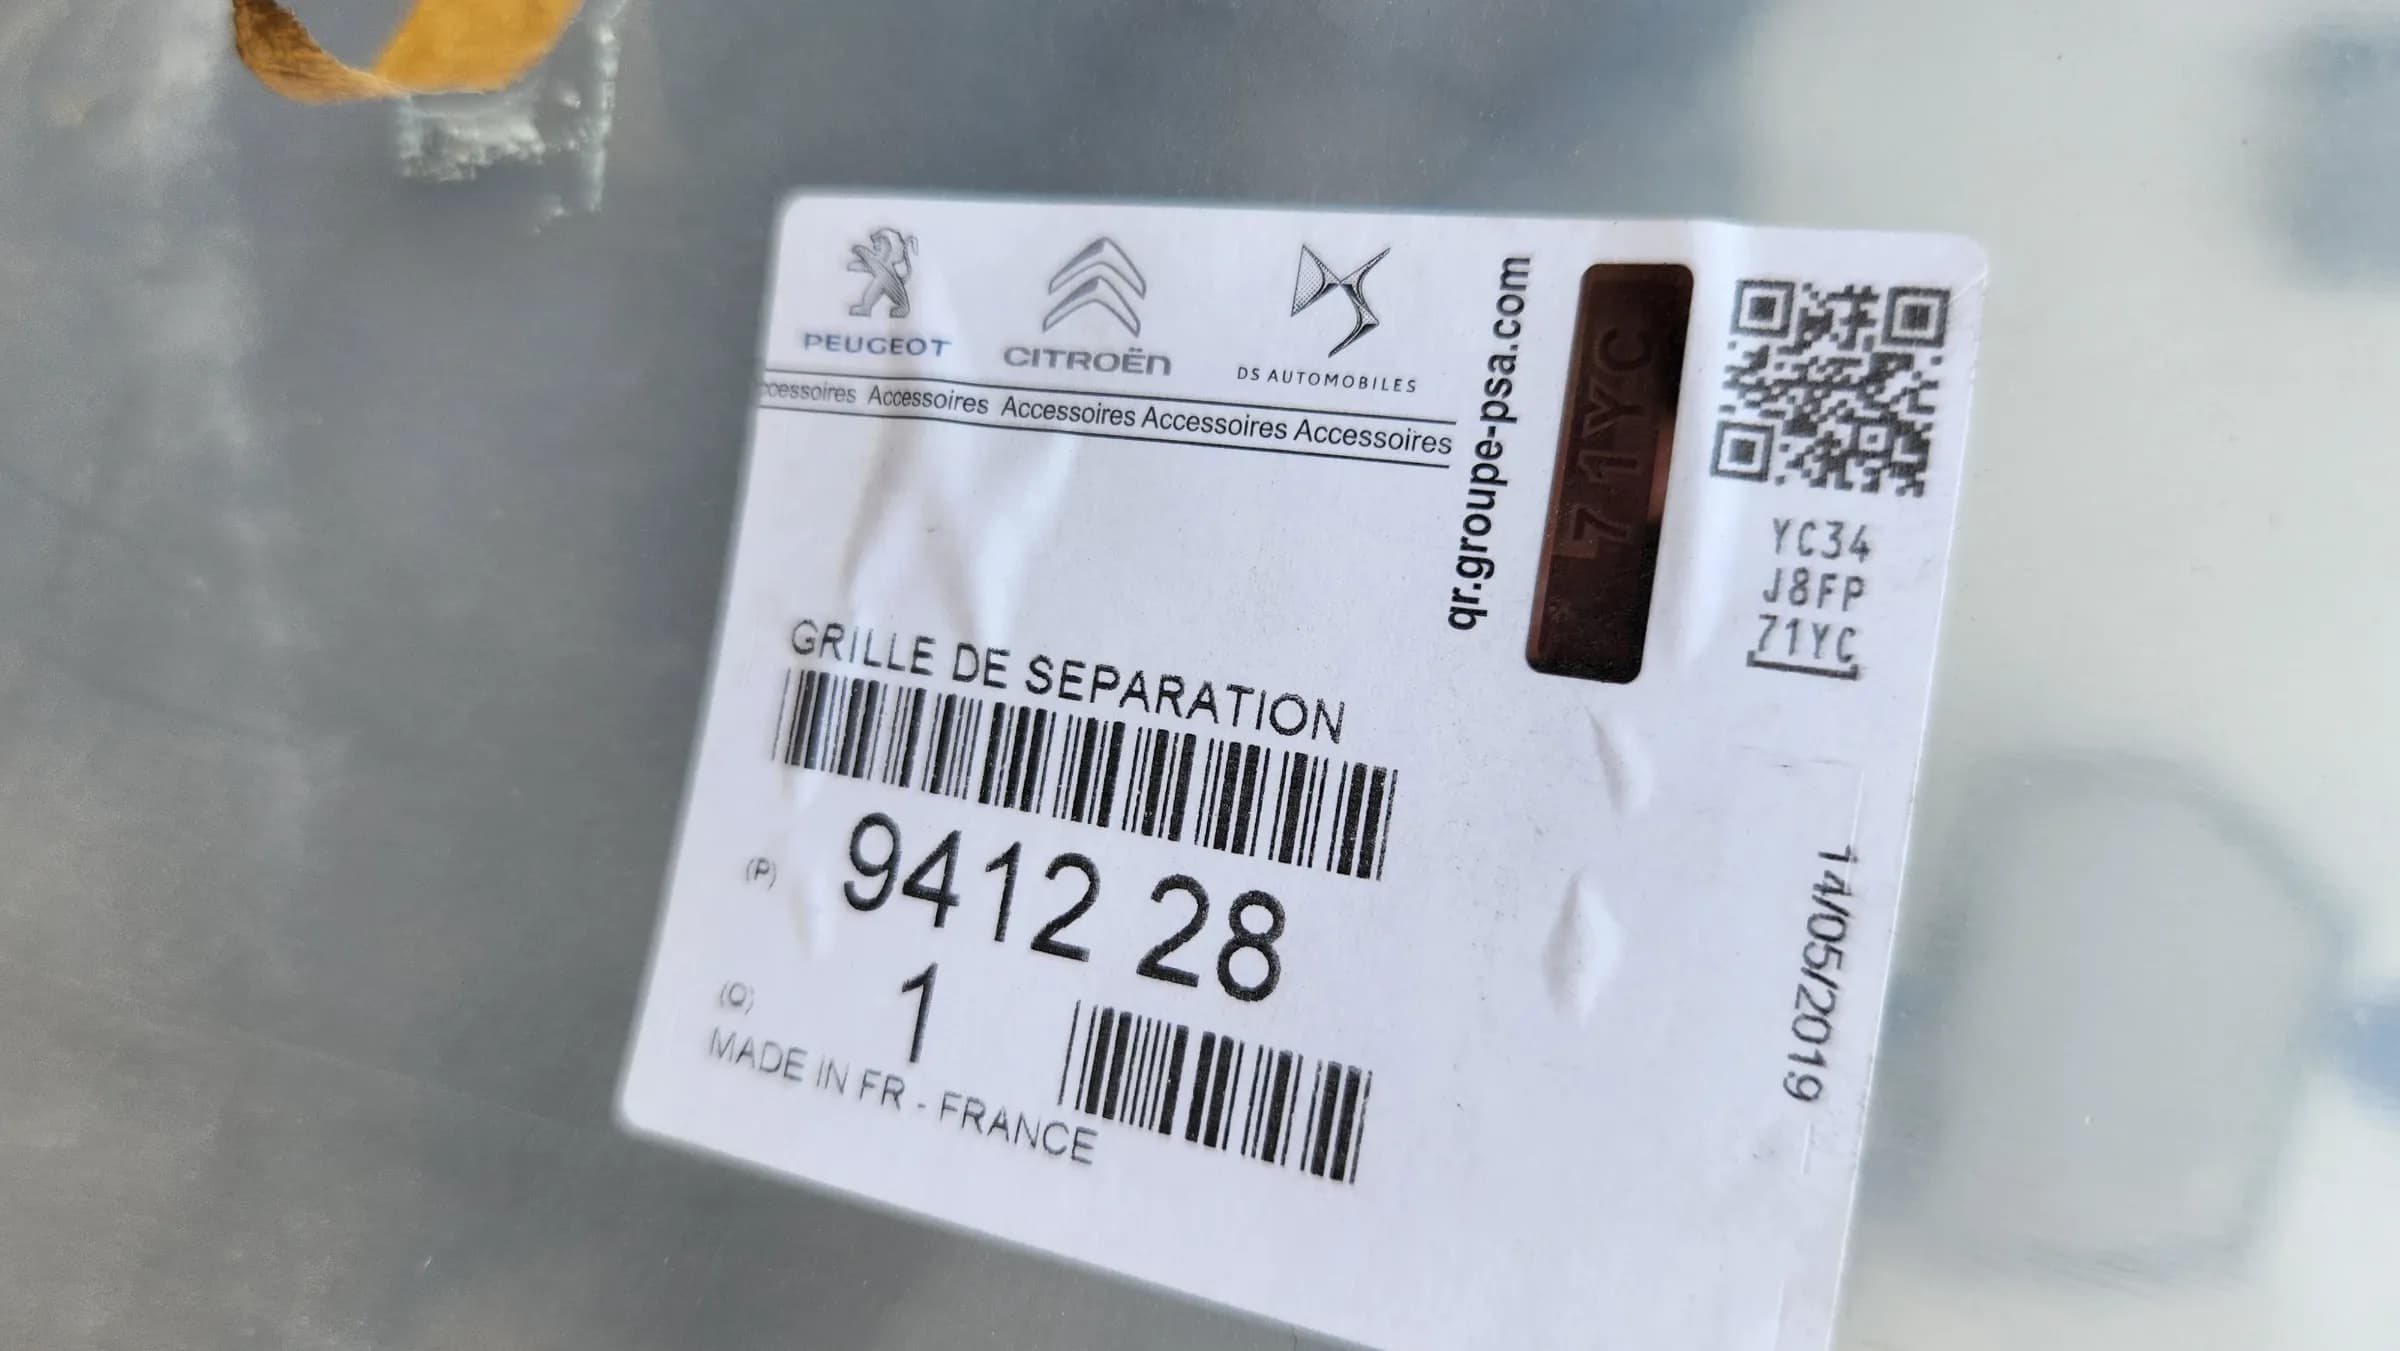 PEUGEOT
CITROËN
DS AUTOMOBILES
ccessoires Accessoires Accessoires Accessoires Accessoires
qr.groupe-psa.com
71YC
YC34
J8FP
71YC
GRILLE DE SEPARATION
(P) 9412 28
(Q) 1
MADE IN FR - FRANCE
14/05/2019